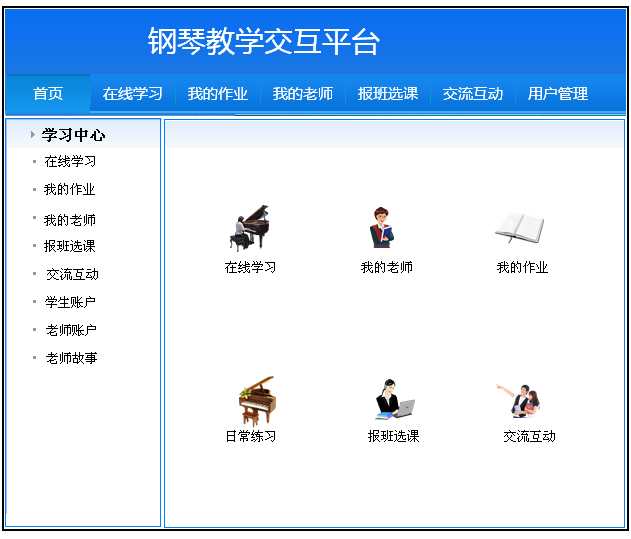 钢琴教学交互平台
首页 在线学习 我的作业 我的老师 报班选课 交流互动 用户管理
学习中心
在线学习
我的作业
我的老师
报班选课
交流互动
学生账户
老师账户
老师故事
在线学习 我的老师 我的作业
日常练习 报班选课 交流互动